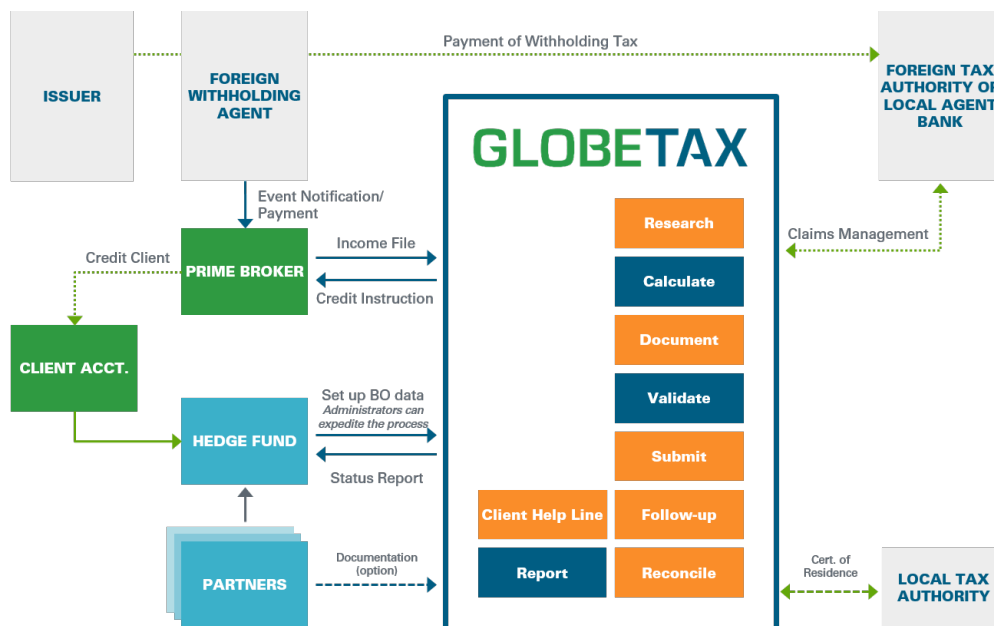 Payment of Withholding Tax
ISSUER
FOREIGN
WITHHOLDING
AGENT
FOREIGN TAX
AUTHORITY OR
LOCAL AGENT
BANK
GLOBETAX
Event Notification/
Payment
Research
Claims Management
Credit Client
PRIME BROKER
Income File
Credit Instruction
Calculate
Document
CLIENT ACCT.
Validate
HEDGE FUND
Set up BO data
Administrators can
expedite the process
Status Report
Submit
Client Help Line
Follow-up
PARTNERS
Documentation
(option)
Report
Reconcile
Cert. of
Residence
LOCAL TAX
AUTHORITY